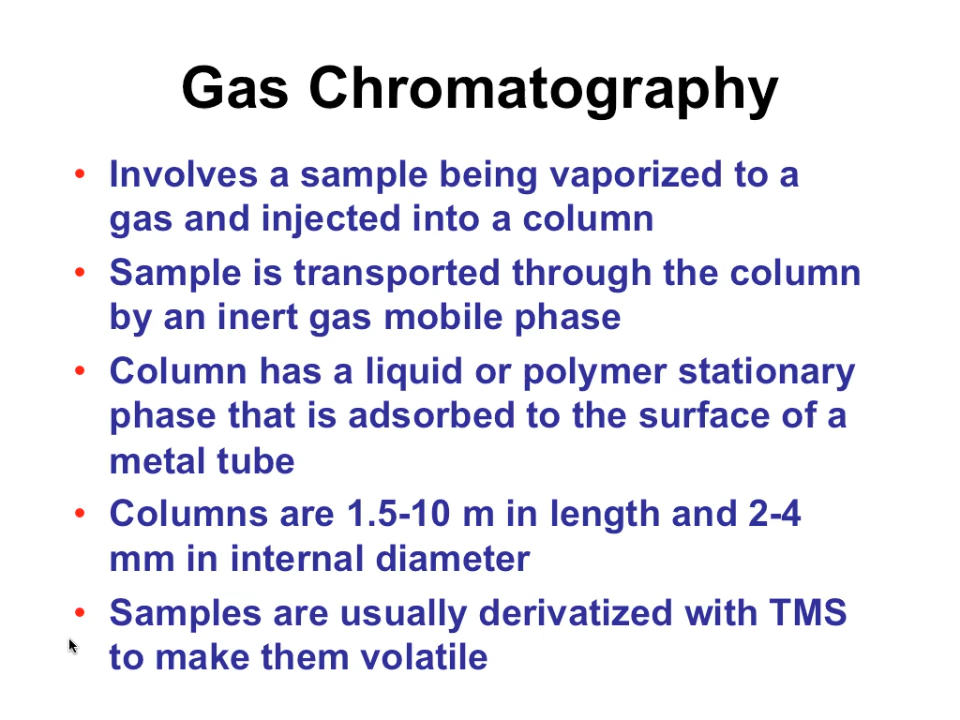 Gas Chromatography
• Involves a sample being vaporized to a
gas and injected into a column
• Sample is transported through the column
by an inert gas mobile phase
• Column has a liquid or polymer stationary
phase that is adsorbed to the surface of a
metal tube
• Columns are 1.5-10 m in length and 2-4
mm in internal diameter
• Samples are usually derivatized with TMS
to make them volatile